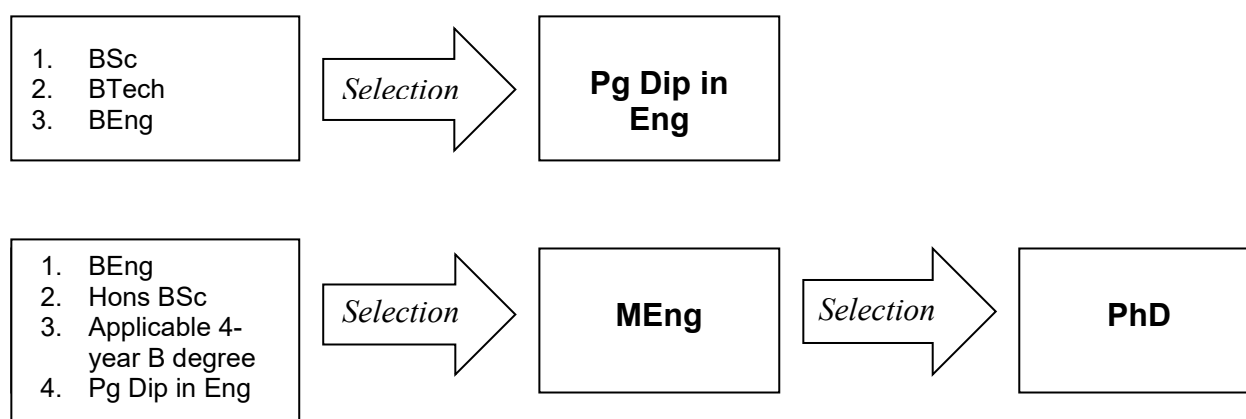 1. BSc
2. BTech
3. BEng
Selection
Pg Dip in
Eng
1. BEng
2. Hons BSc
3. Applicable 4-
year B degree
4. Pg Dip in Eng
Selection
MEng
Selection
PhD